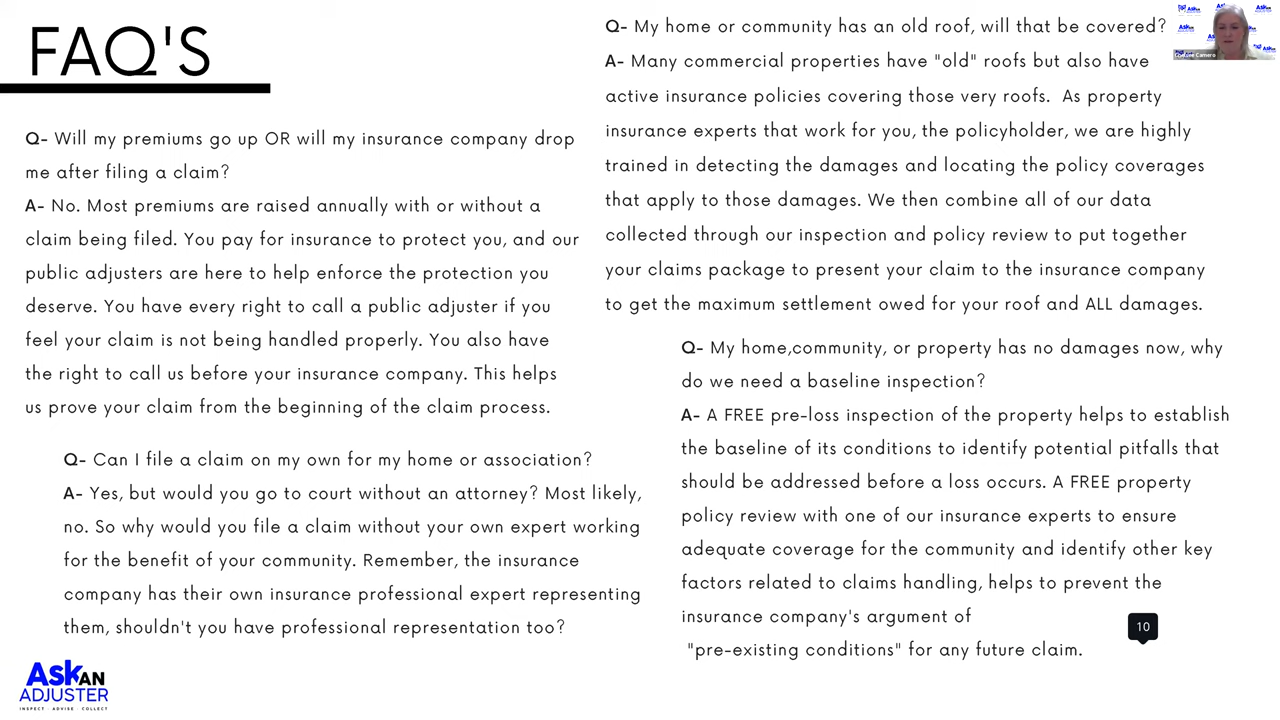 FAQ'S
Q- Will my premiums go up OR will my insurance company drop
me after filing a claim?
A- No. Most premiums are raised annually with or without a
claim being filed. You pay for insurance to protect you, and our
public adjusters are here to help enforce the protection you
deserve. You have every right to call a public adjuster if you
feel your claim is not being handled properly. You also have
the right to call us before your insurance company. This helps
us prove your claim from the beginning of the claim process.
Q- Can I file a claim on my own for my home or association?
A- Yes, but would you go to court without an attorney? Most likely,
no. So why would you file a claim without your own expert working
for the benefit of your community. Remember, the insurance
company has their own insurance professional expert representing
them, shouldn't you have professional representation too?
ASK AN
ADJUSTER
INSPECT · ADVISE · COLLECT
Q- My home or community has an old roof, will that be covered?
A- Many commercial properties have "old" roofs but also have
active insurance policies covering those very roofs.  As property
insurance experts that work for you, the policyholder, we are highly
trained in detecting the damages and locating the policy coverages
that apply to those damages. We then combine all of our data
collected through our inspection and policy review to put together
your claims package to present your claim to the insurance company
to get the maximum settlement owed for your roof and ALL damages.
Q- My home,community, or property has no damages now, why
do we need a baseline inspection?
A- A FREE pre-loss inspection of the property helps to establish
the baseline of its conditions to identify potential pitfalls that
should be addressed before a loss occurs. A FREE property
policy review with one of our insurance experts to ensure
adequate coverage for the community and identify other key
factors related to claims handling, helps to prevent the
insurance company's argument of
"pre-existing conditions" for any future claim.
10
Camero